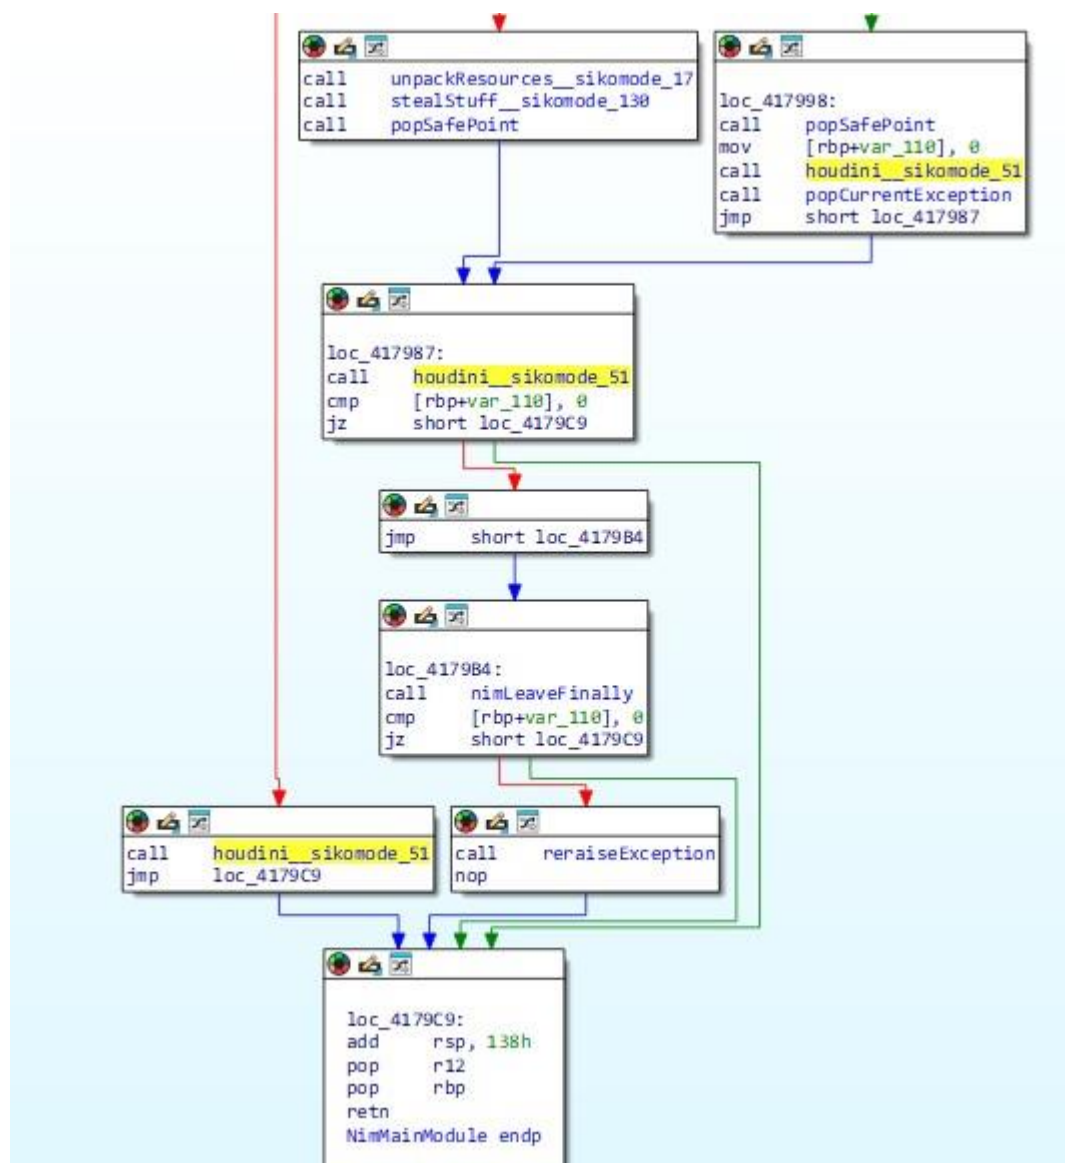 call unpackResources__sikomode_17
call stealStuff__sikomode_130
call popSafePoint
loc_417998:
call popSafePoint
mov [rbp+var_110], 0
call houdini__sikomode_51
call popCurrentException
jmp short loc_417987
loc_417987:
call houdini__sikomode_51
cmp [rbp+var_110], 0
jz short loc_4179C9
jmp short loc_4179B4
loc_4179B4:
call nimLeaveFinally
cmp [rbp+var_110], 0
jz short loc_4179C9
call houdini__sikomode_51
jmp loc_4179C9
call reraiseException
nop
loc_4179C9:
add rsp, 138h
pop r12
pop rbp
retn
NimMainModule endp